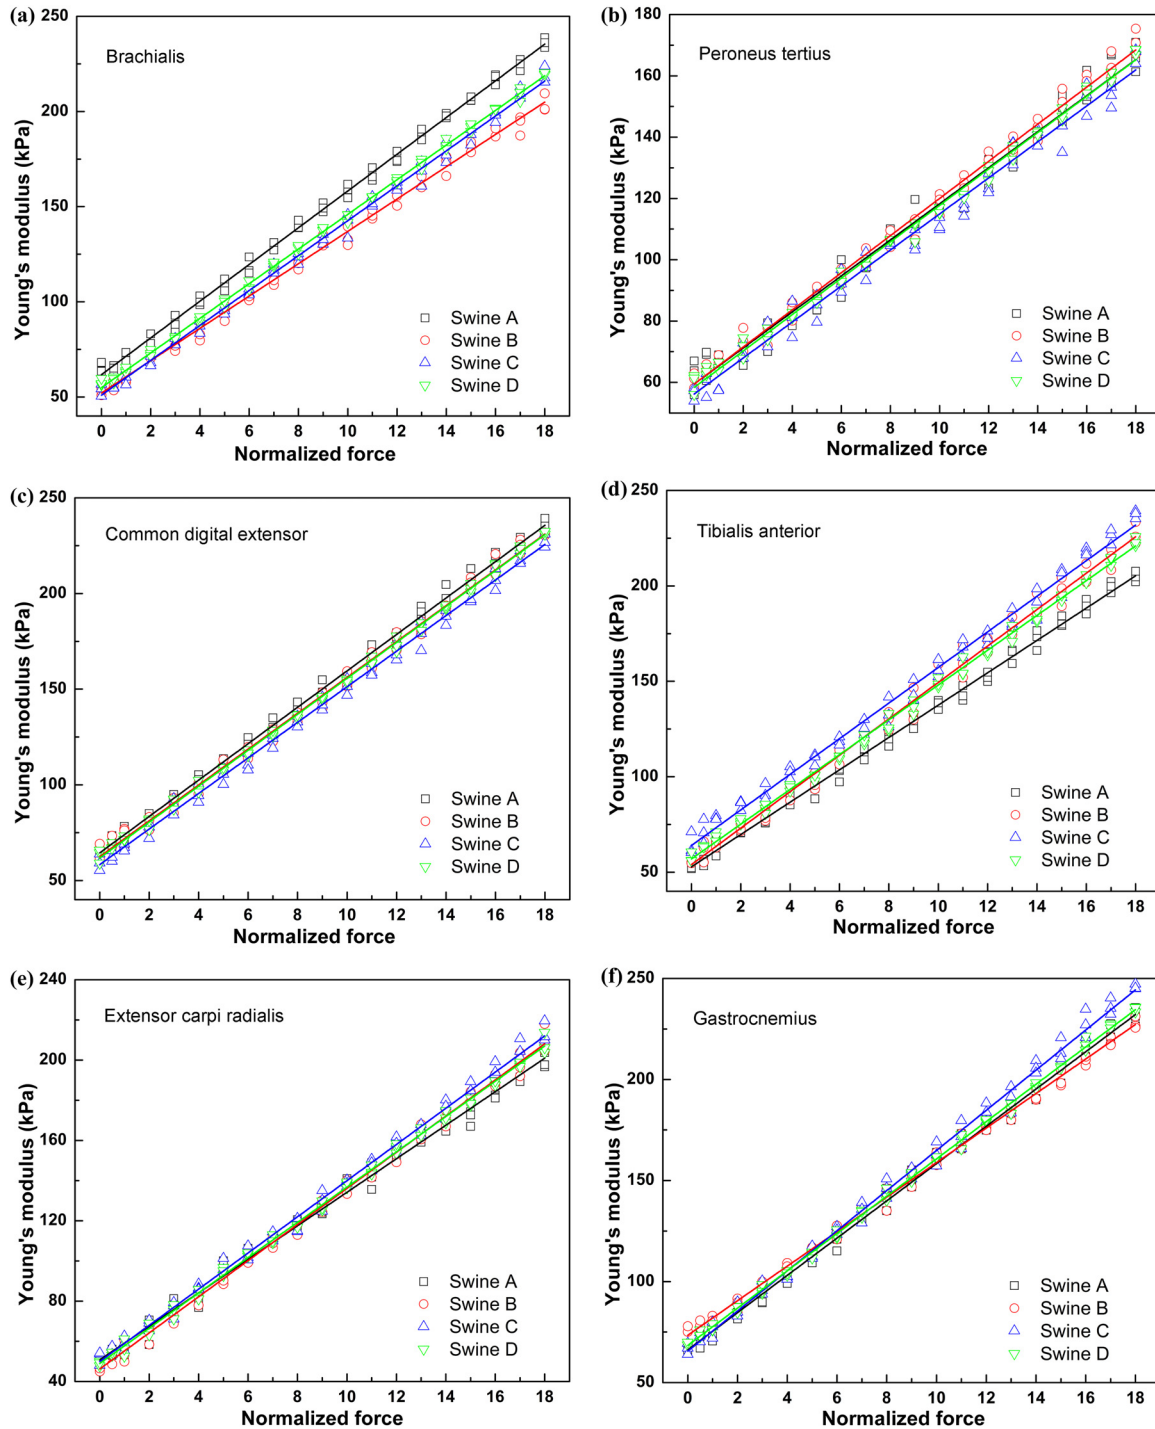 (a)
250
200
150
100
50
Young's modulus (kPa)
Brachialis
Swine A
Swine B
Swine C
Swine D
0 2 4 6 8 10 12 14 16 18
Normalized force
(b)
180
160
140
120
100
80
60
Young's modulus (kPa)
Peroneus tertius
Swine A
Swine B
Swine C
Swine D
0 2 4 6 8 10 12 14 16 18
Normalized force
(c)
250
200
150
100
50
Young's modulus (kPa)
Common digital extensor
Swine A
Swine B
Swine C
Swine D
0 2 4 6 8 10 12 14 16 18
Normalized force
(d)
250
200
150
100
50
Young's modulus (kPa)
Tibialis anterior
Swine A
Swine B
Swine C
Swine D
0 2 4 6 8 10 12 14 16 18
Normalized force
(e)
240
200
160
120
80
40
Young's modulus (kPa)
Extensor carpi radialis
Swine A
Swine B
Swine C
Swine D
0 2 4 6 8 10 12 14 16 18
Normalized force
(f)
250
200
150
100
50
Young's modulus (kPa)
Gastrocnemius
Swine A
Swine B
Swine C
Swine D
0 2 4 6 8 10 12 14 16 18
Normalized force